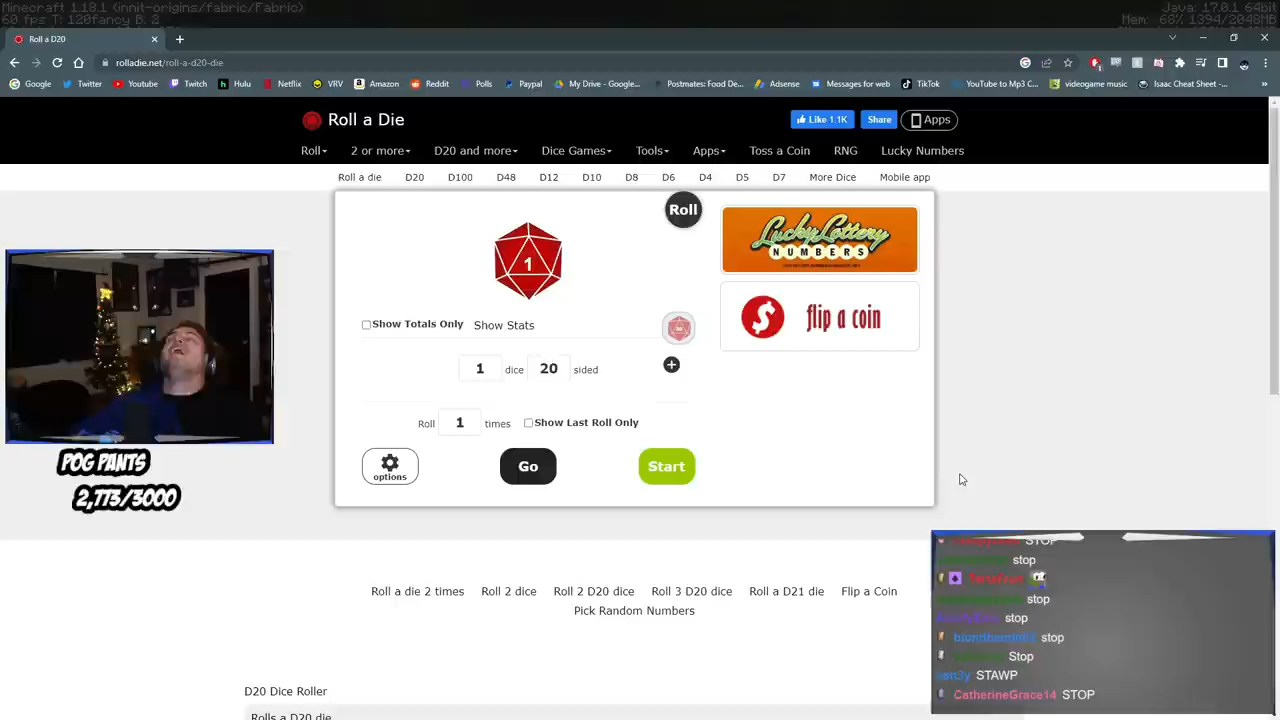 Minecraft 1.18.1 (innit-origins/fabric/Fabric)
Java: 17.0.1 64bit
60 fps T: 120fancy B: 2
Mem: 68% 1394/2048MB
Roll a D20
rolladie.net/roll-a-d20-die
Google Twitter Youtube Twitch Hulu Netflix VRV Amazon Reddit Polls Paypal My Drive - Google... Postmates: Food De... Adsense Messages for web TikTok YouTube to Mp3 C... videogame music Isaac Cheat Sheet -...
Roll a Die
Like 1.1K Share Apps
Roll 2 or more D20 and more Dice Games Tools Apps Toss a Coin RNG Lucky Numbers
Roll a die D20 D100 D48 D12 D10 D8 D6 D4 D5 D7 More Dice Mobile app
Roll
Lucky Lottery
NUMBERS
1
flip a coin
Show Totals Only Show Stats
1 dice 20 sided
Roll 1 times Show Last Roll Only
options Go Start
POG PANTS
2,773/3000
STOP
stop
stop
stop
stop
Stop
STAWP
CatherineGrace14 STOP
Roll a die 2 times Roll 2 dice Roll 2 D20 dice Roll 3 D20 dice Roll a D21 die Flip a Coin
Pick Random Numbers
D20 Dice Roller
Rolls a D20 die